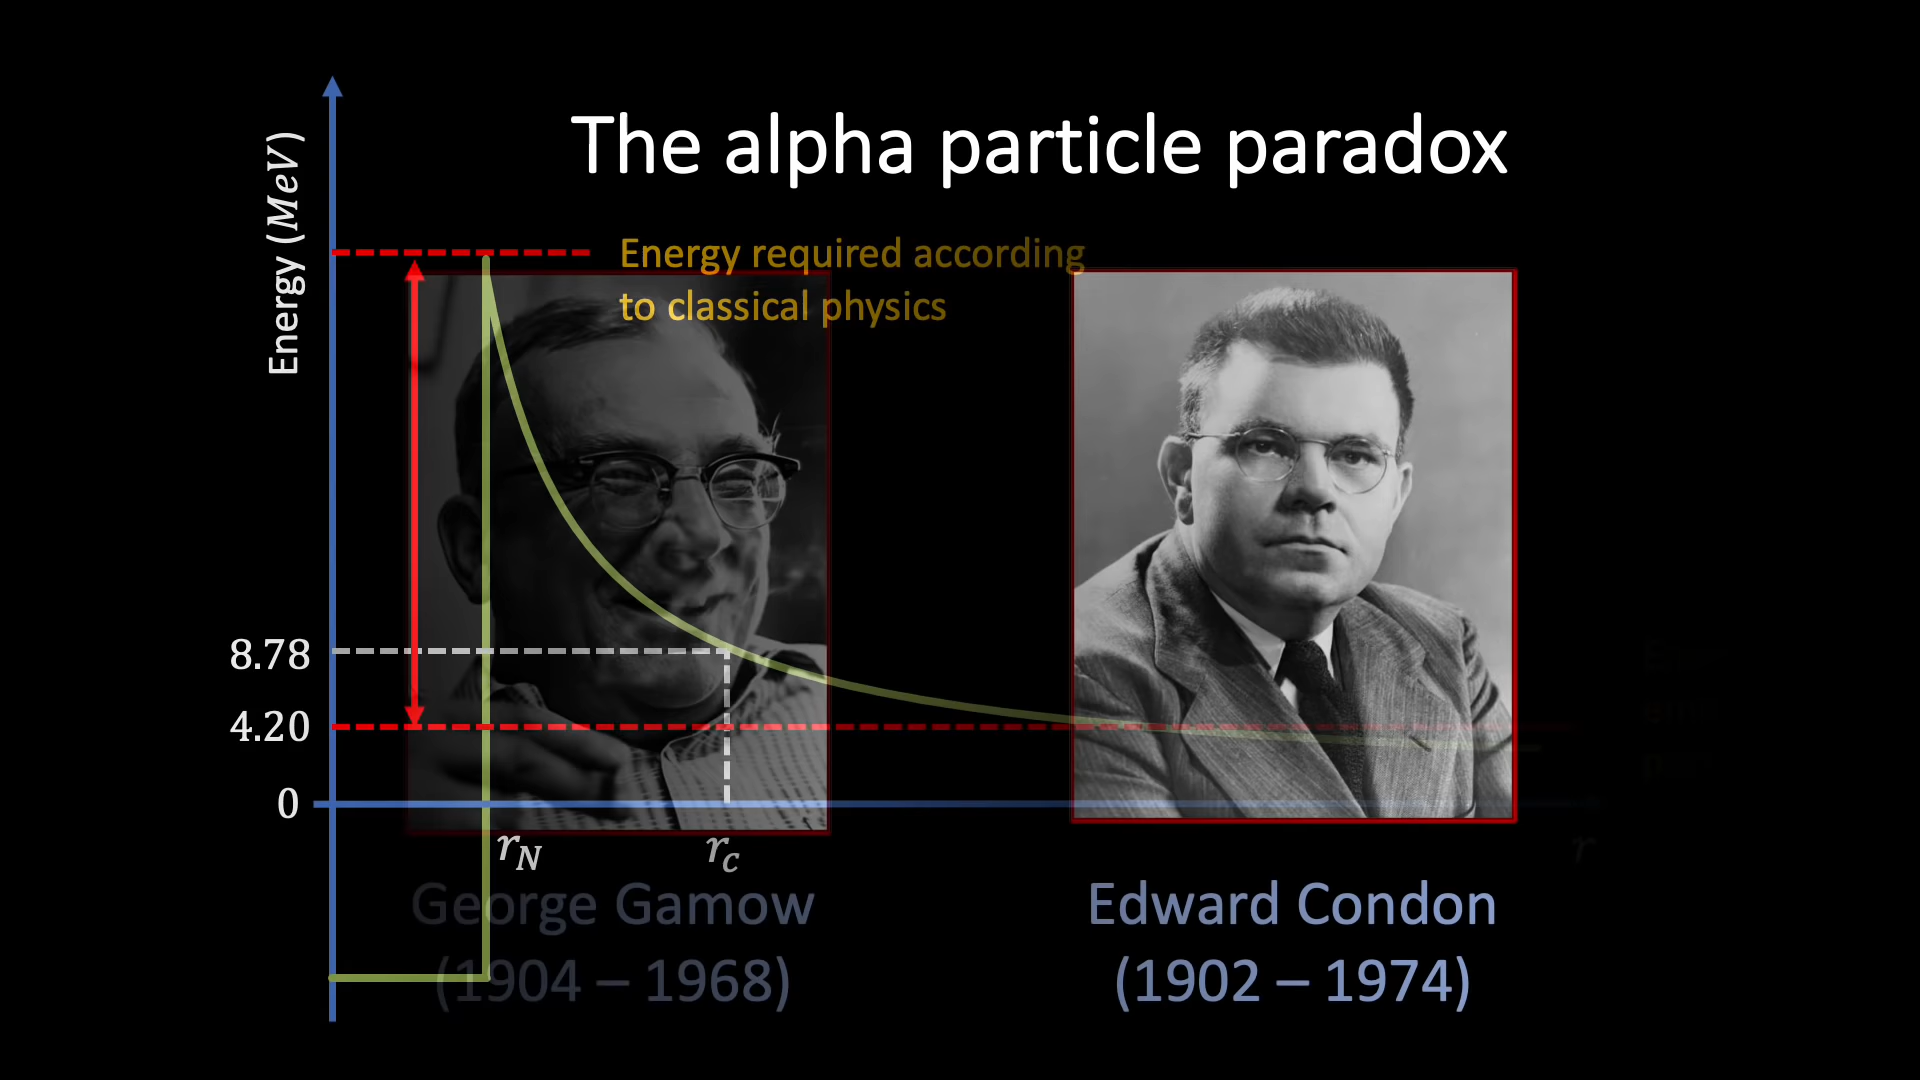 The alpha particle paradox
Energy (MeV)
Energy required according
to classical physics
8.78
4.20
0
r_N
r_c
r
George Gamow
(1904 – 1968)
Edward Condon
(1902 – 1974)